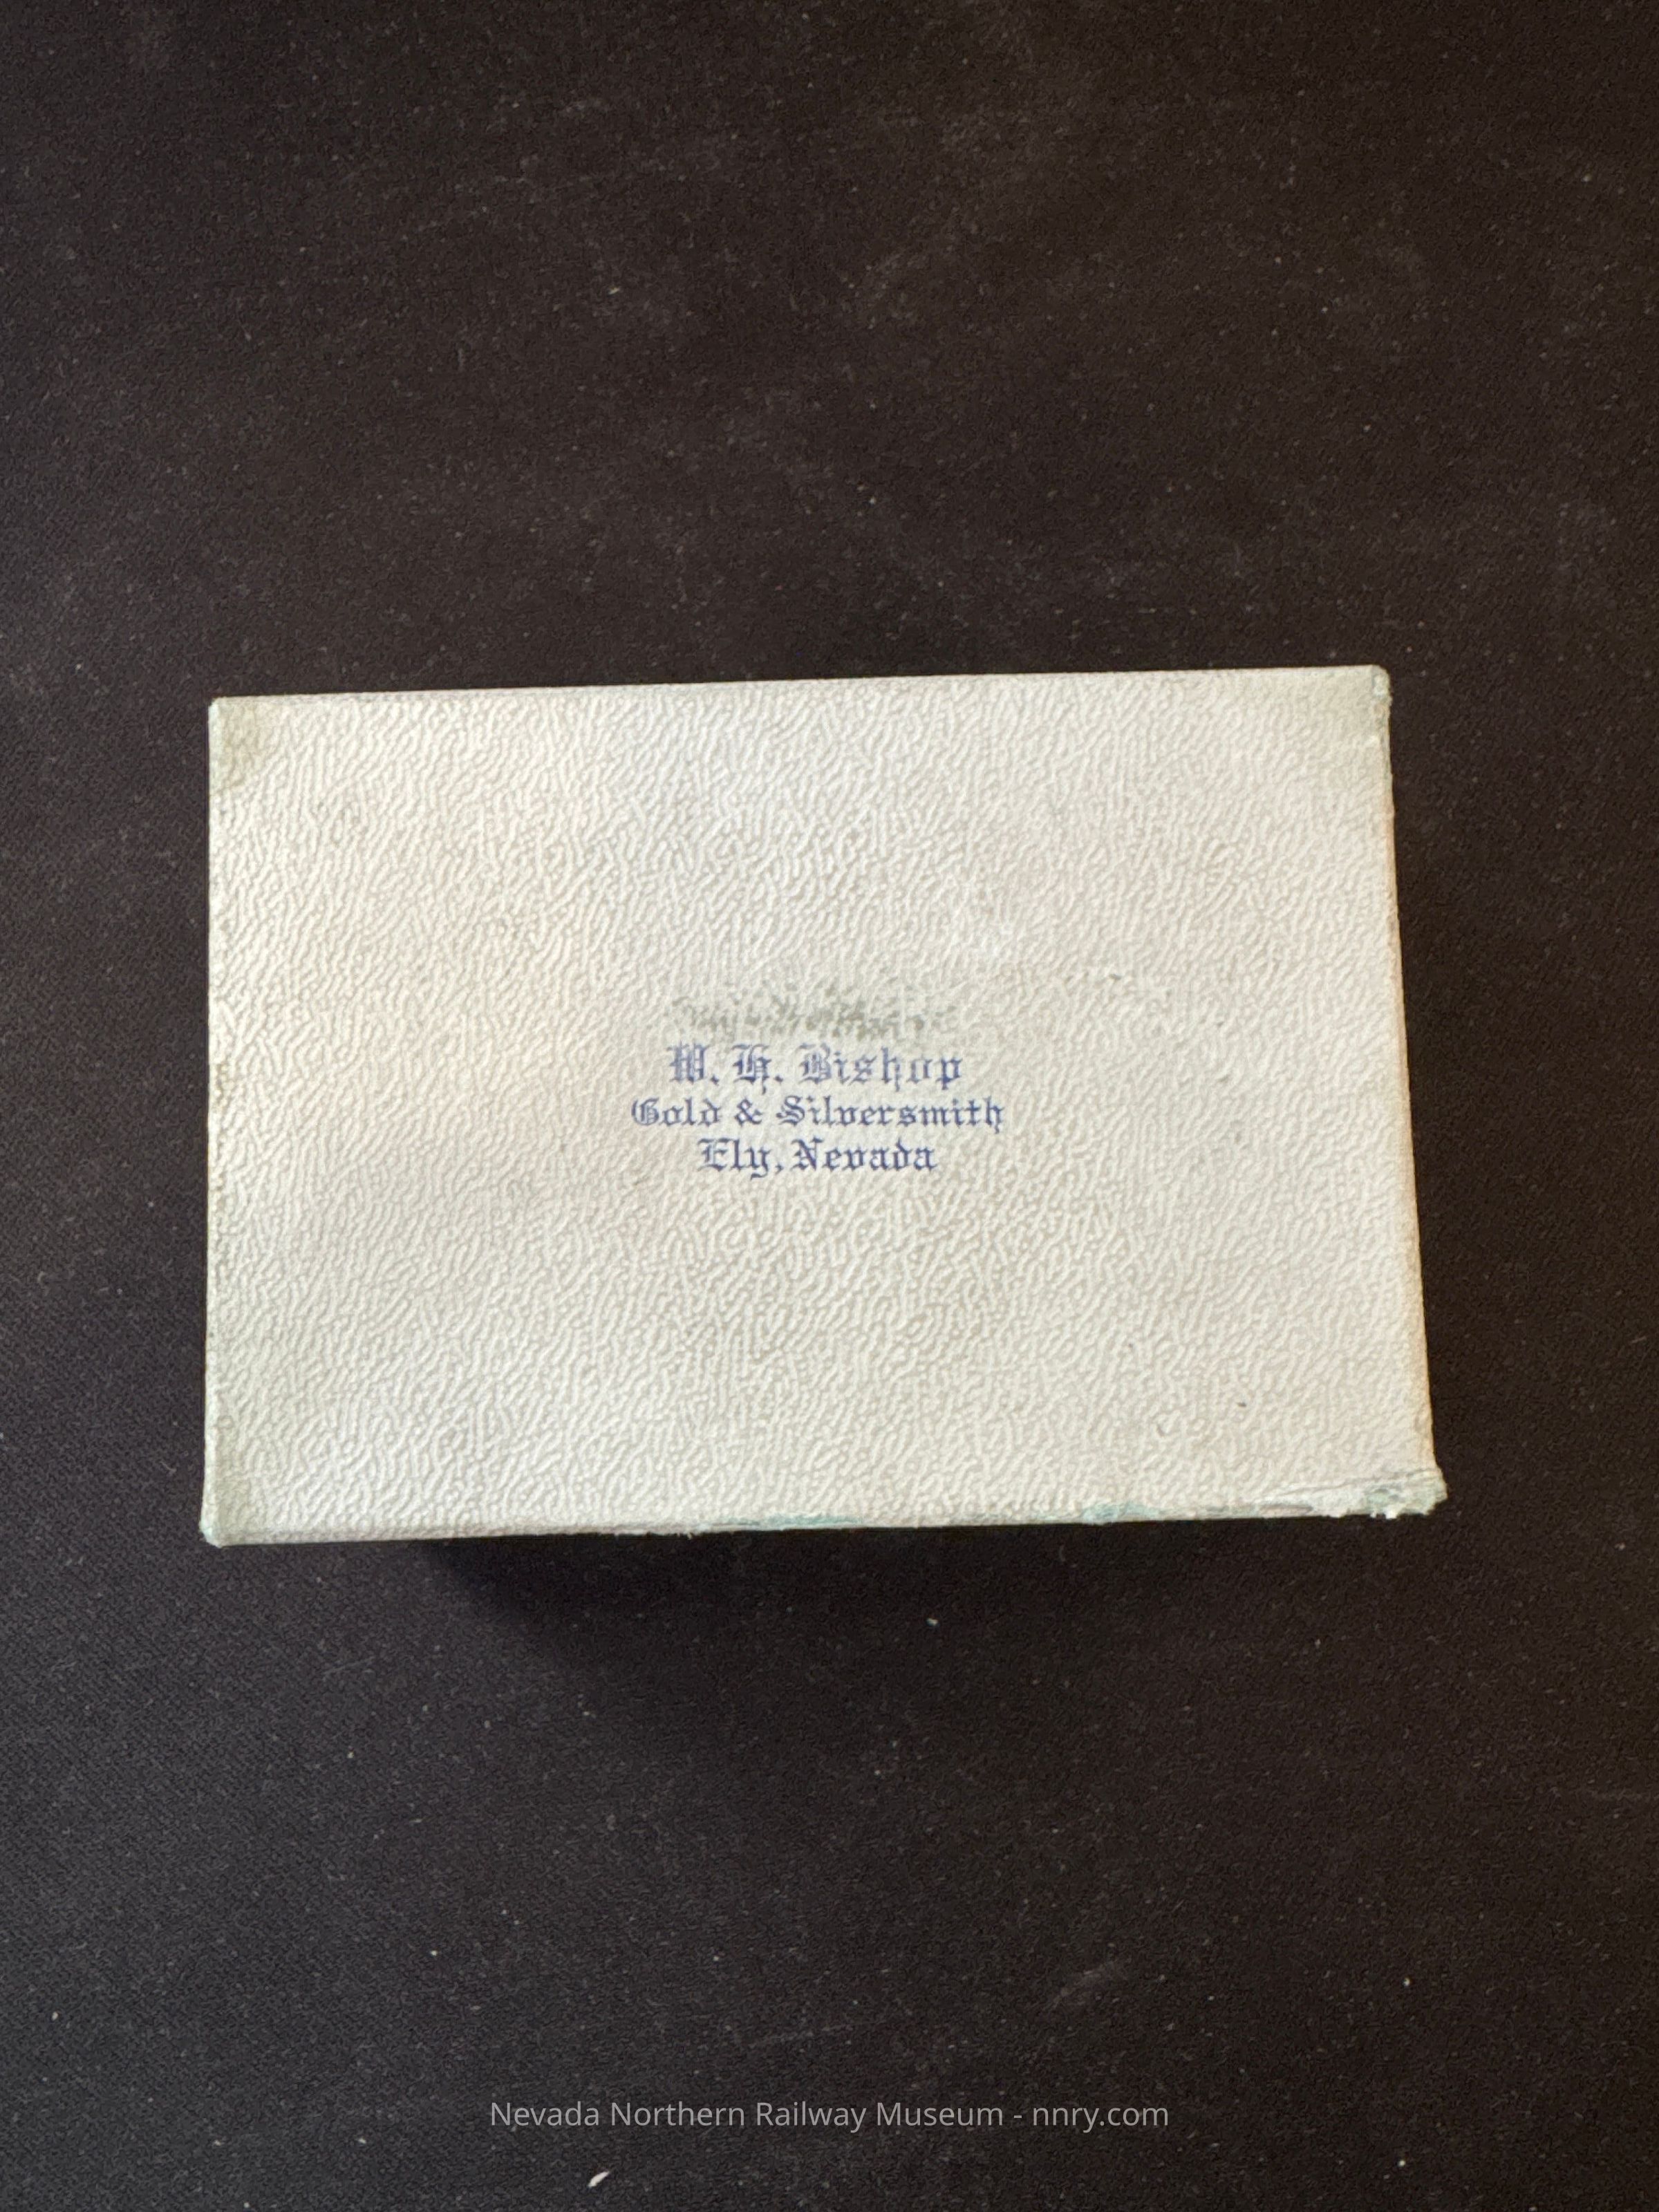 W. H. Bishop
Gold & Silversmith
Ely, Nevada
Nevada Northern Railway Museum - nnry.com